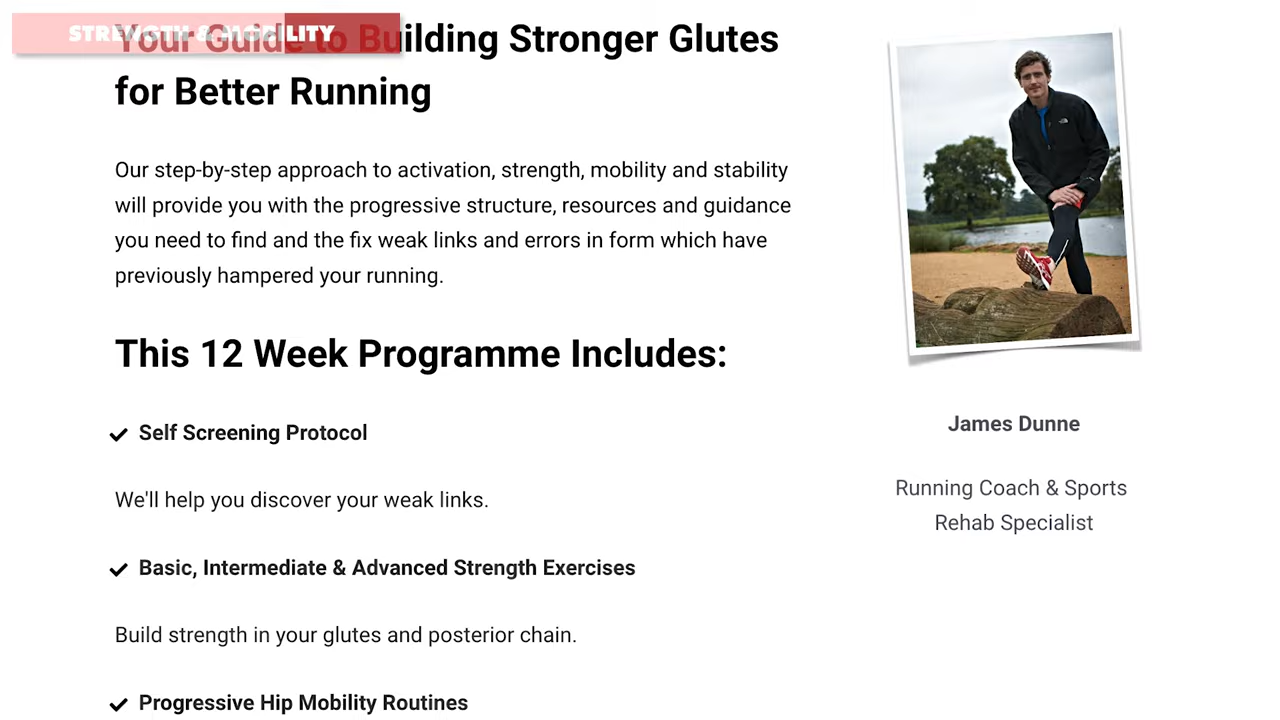 STRENGTH & MOBILITY
Your Guide to Building Stronger Glutes
for Better Running
Our step-by-step approach to activation, strength, mobility and stability
will provide you with the progressive structure, resources and guidance
you need to find and the fix weak links and errors in form which have
previously hampered your running.
This 12 Week Programme Includes:
Self Screening Protocol
We'll help you discover your weak links.
Basic, Intermediate & Advanced Strength Exercises
Build strength in your glutes and posterior chain.
Progressive Hip Mobility Routines
James Dunne
Running Coach & Sports
Rehab Specialist